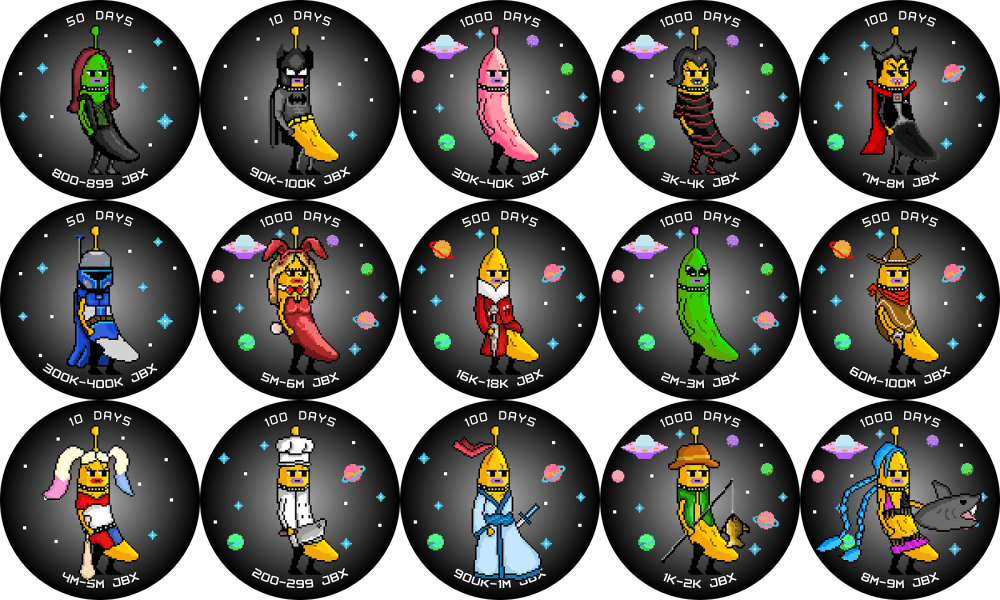 50 DAYS
800-899 JBX
10 DAYS
90K-100K JBX
1000 DAYS
30K-40K JBX
1000 DAYS
3K-4K JBX
100 DAYS
7M-8M JBX
50 DAYS
300K-400K JBX
1000 DAYS
5M-6M JBX
500 DAYS
16K-18K JBX
1000 DAYS
2M-3M JBX
500 DAYS
60M-100M JBX
10 DAYS
4M-5M JBX
100 DAYS
200-299 JBX
100 DAYS
900K-1M JBX
1000 DAYS
1K-2K JBX
1000 DAYS
8M-9M JBX